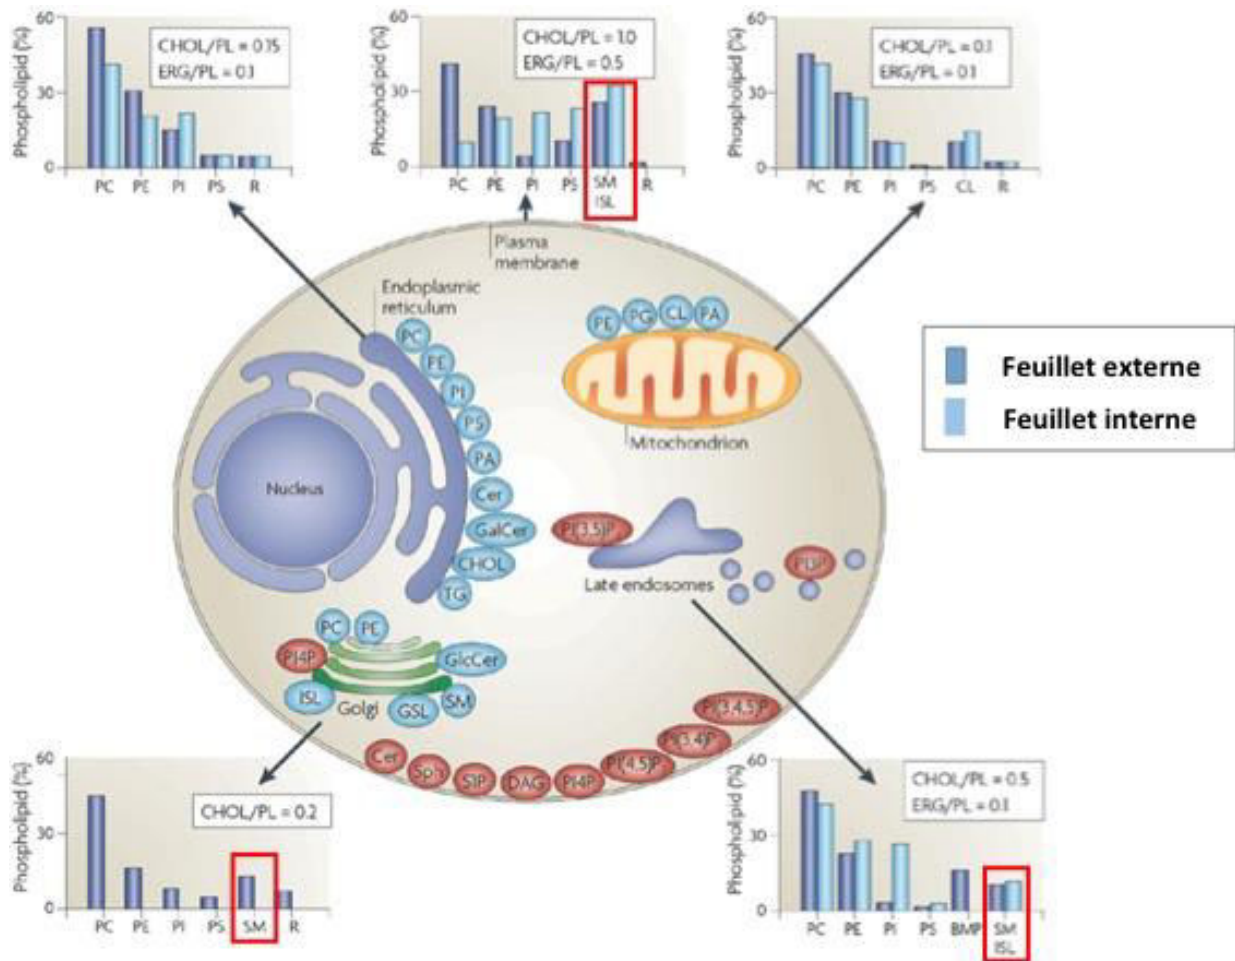 60
30
0
Phospholipid (%)
CHOL/PL = 0.15
ERG/PL = 0.1
PC PE PI PS R
60
30
0
Phospholipid (%)
CHOL/PL = 1.0
ERG/PL = 0.5
PC PE PI PS SM R
ISL
60
30
0
Phospholipid (%)
CHOL/PL = 0.1
ERG/PL = 0.1
PC PE PI PS CL R
Plasma
membrane
Endoplasmic
reticulum
PC
PE
PI
PS
PA
Cer
GalCer
CHOL
TG
PE PG CL PA
Mitochondrion
Nucleus
Feuillet externe
Feuillet interne
PI(3,5)P
Late endosomes
PI3P
PC PE
PI4P
GlcCer
ISL
Golgi
GSL
SM
Cer
Sph
S1P
DAG
PI4P
PI(4,5)P
PI(3,4)P
PI(3,4,5)P
60
30
0
Phospholipid (%)
CHOL/PL = 0.2
PC PE PI PS SM R
60
30
0
Phospholipid (%)
CHOL/PL = 0.5
ERG/PL = 0.1
PC PE PI PS BMP SM
ISL